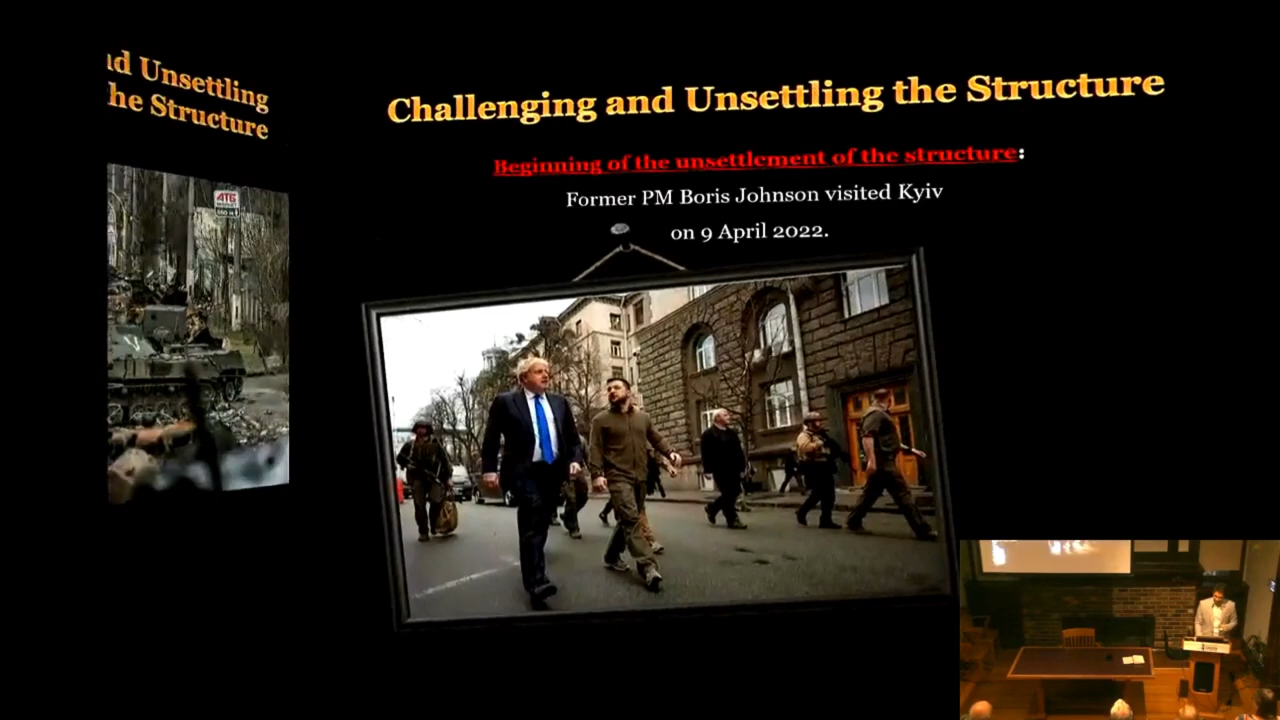 nd Unsettling
he Structure
АТБ
Challenging and Unsettling the Structure
Beginning of the unsettlement of the structure:
Former PM Boris Johnson visited Kyiv
on 9 April 2022.